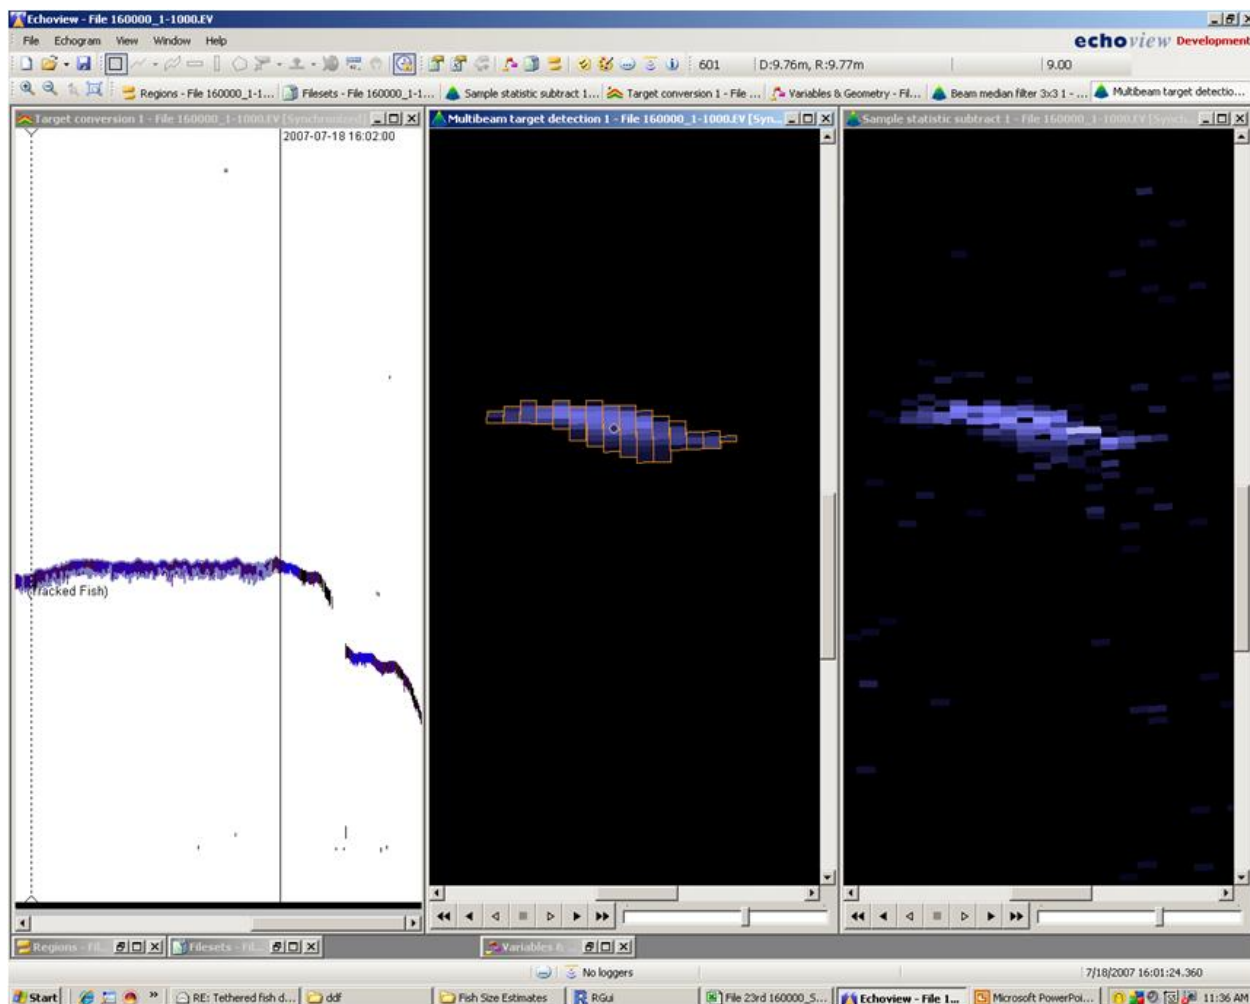 Echoview - File 160000_1-1000.EV
File Echogram View Window Help
echoview Development
601 D:9.76m, R:9.77m 9.00
Regions - File 160000_1-1... Filesets - File 160000_1-1... Sample statistic subtract 1... Target conversion 1 - File ... Variables & Geometry - Fil... Beam median filter 3x3 1 - ... Multibeam target detectio...
Target conversion 1 - File 160000_1-1000.EV [Synchronized]
Multibeam target detection 1 - File 160000_1-1000.EV [Syn...
Sample statistic subtract 1 - File 160000_1-1000.EV [Synch...
2007-07-18 16:02:00
(Tracked Fish)
Regions - Fil...
Filesets - Fil...
Variables & ...
No loggers
7/18/2007 16:01:24.360
Start
»
RE: Tethered fish d...
ddf
Fish Size Estimates
RGui
File 23rd 160000_S...
Echoview - File 1...
Microsoft PowerPoi...
11:36 AM